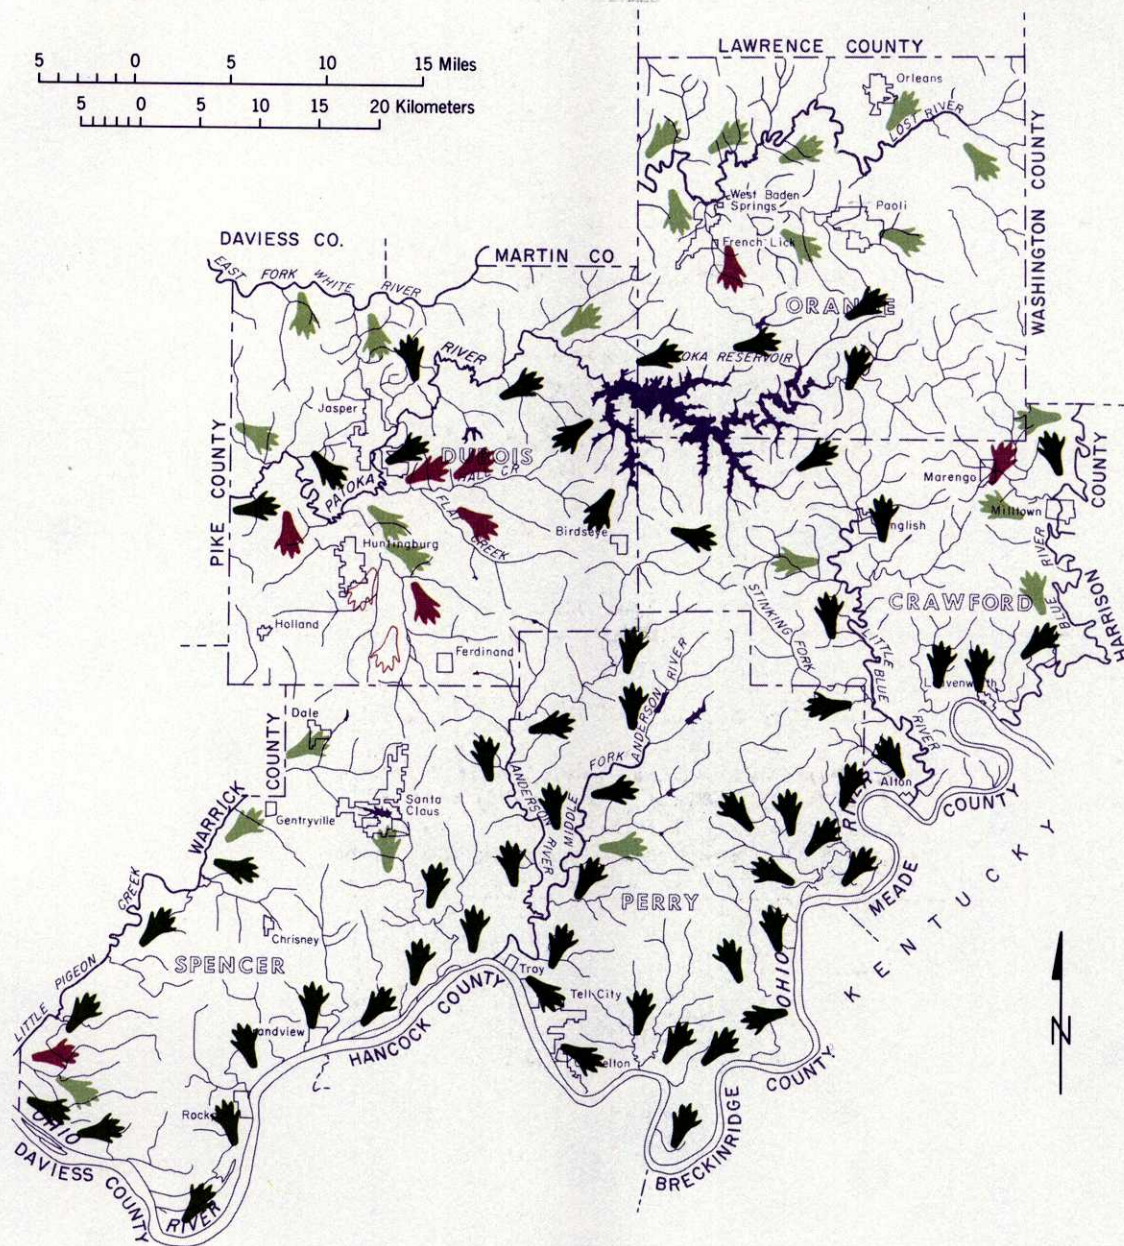 LAWRENCE COUNTY
5 0 5 10 15 Miles
5 0 5 10 15 20 Kilometers
Orleans
LOST RIVER
WASHINGTON COUNTY
West Baden
Springs
Paoli
French Lick
DAVIESS CO.
MARTIN CO
EAST FORK WHITE RIVER
ORANGE
RIVER
OKA RESERVOIR
Jasper
DUBOIS
HALL CR
PATOKA
FLAT CREEK
PIKE COUNTY
Birdseye
Huntingburg
Marengo
Milltown
English
HARRISON COUNTY
BLUE RIVER
CRAWFORD
STINKING FORK
LITTLE BLUE RIVER
Holland
Ferdinand
Leavenworth
Dale
ANDERSON RIVER
MIDDLE FORK ANDERSON RIVER
Alton
WARRICK COUNTY
Gentryville
Santa
Claus
PERRY
MEADE COUNTY
KENTUCKY
Chrisney
SPENCER
LITTLE PIGEON CREEK
Troy
Tell City
OHIO RIVER
HANCOCK COUNTY
Grandview
elton
Rock
BRECKINRIDGE COUNTY
OHIO RIVER
DAVIESS COUNTY
N